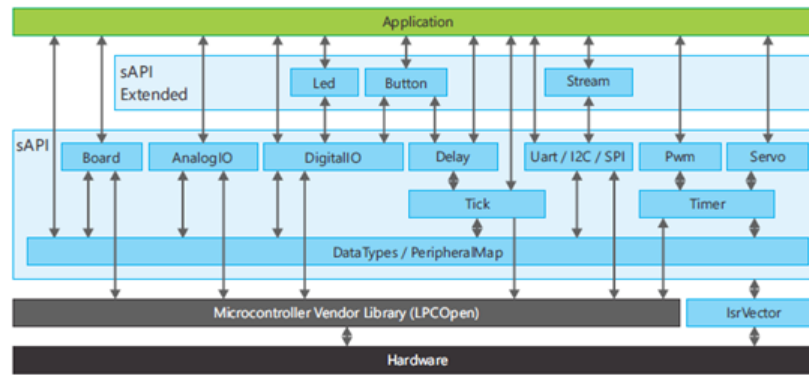 Application
sAPI
Extended
Led
Button
Stream
sAPI
Board
AnalogIO
DigitalIO
Delay
Uart / I2C / SPI
Pwm
Servo
Tick
Timer
DataTypes / PeripheralMap
Microcontroller Vendor Library (LPCOpen)
IsrVector
Hardware